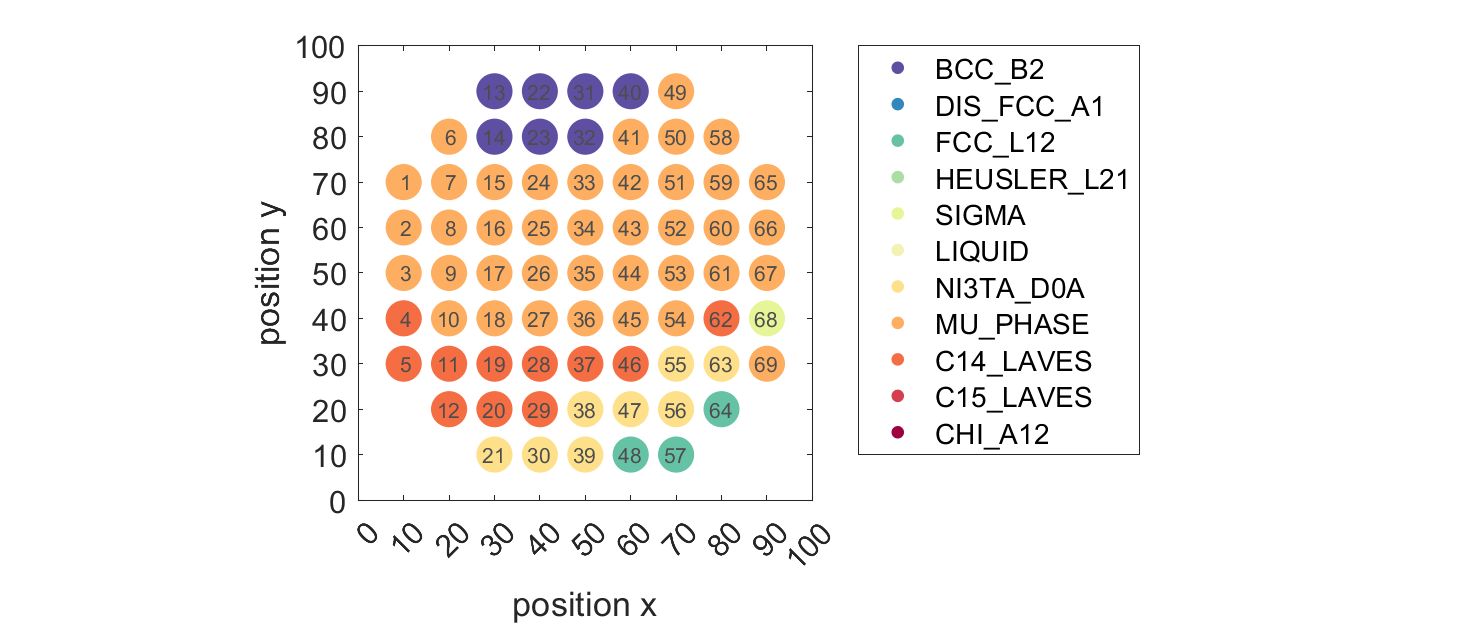 100
90
80
70
60
50
40
30
20
10
0
position y
13 22 31 40 49
6 14 23 32 41 50 58
1 7 15 24 33 42 51 59 65
2 8 16 25 34 43 52 60 66
3 9 17 26 35 44 53 61 67
4 10 18 27 36 45 54 62 68
5 11 19 28 37 46 55 63 69
12 20 29 38 47 56 64
21 30 39 48 57
0 10 20 30 40 50 60 70 80 90 100
position x
BCC_B2
DIS_FCC_A1
FCC_L12
HEUSLER_L21
SIGMA
LIQUID
NI3TA_D0A
MU_PHASE
C14_LAVES
C15_LAVES
CHI_A12